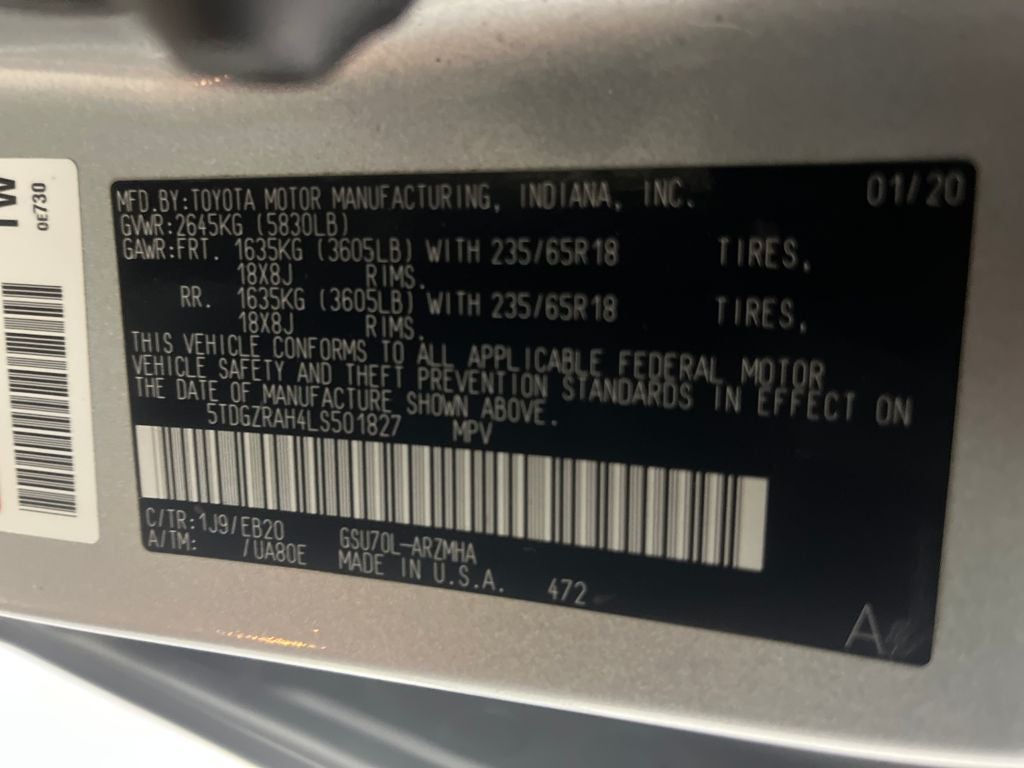 MFD.BY:TOYOTA MOTOR MANUFACTURING, INDIANA, INC. 01/20
GVWR:2645KG (5830LB)
GAWR:FRT. 1635KG (3605LB) WITH 235/65R18 TIRES,
18X8J RIMS.
RR. 1635KG (3605LB) WITH 235/65R18 TIRES,
18X8J RIMS.
THIS VEHICLE CONFORMS TO ALL APPLICABLE FEDERAL MOTOR
VEHICLE SAFETY AND THEFT PREVENTION STANDARDS IN EFFECT ON
THE DATE OF MANUFACTURE SHOWN ABOVE.
5TDGZRAH4LS501827 MPV
C/TR:1J9/EB20 GSU70L-ARZMHA
A/TM: /UA80E MADE IN U.S.A. 472
A
0E730